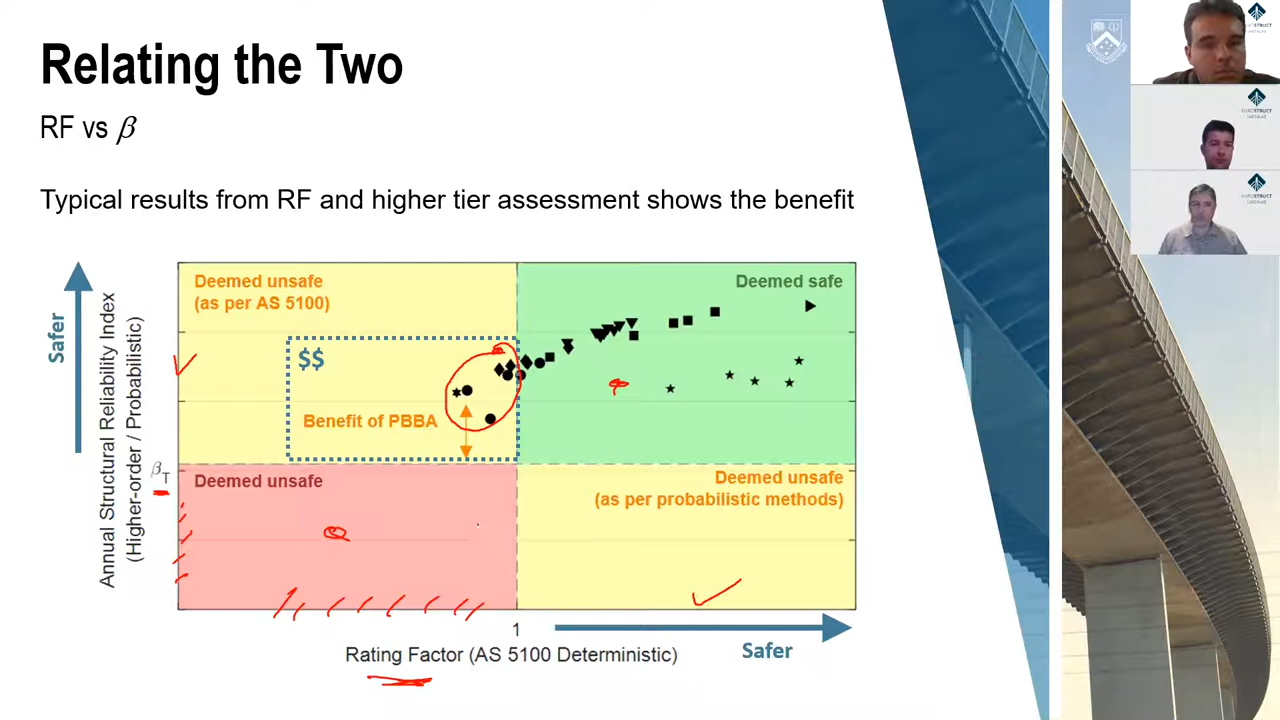 Relating the Two
RF vs β
Typical results from RF and higher tier assessment shows the benefit
Safer
Annual Structural Reliability Index
(Higher-order / Probabilistic)
βT
Deemed unsafe
(as per AS 5100)
Deemed safe
$$
Benefit of PBBA
Deemed unsafe
Deemed unsafe
(as per probabilistic methods)
1
Rating Factor (AS 5100 Deterministic)
Safer